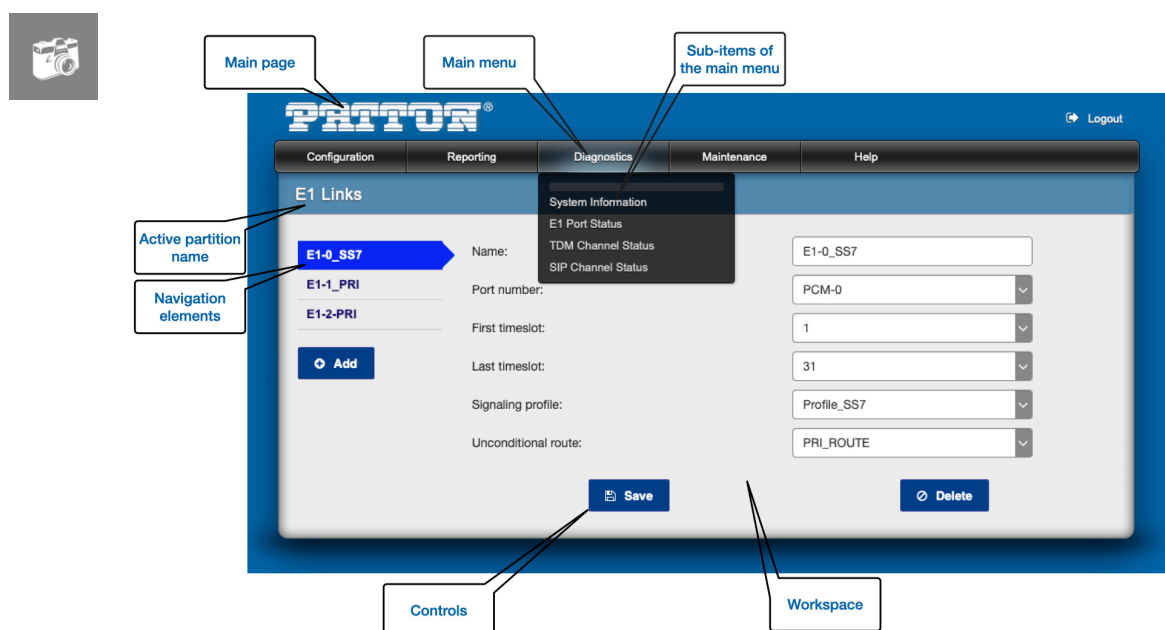 Main page
Main menu
Sub-items of
the main menu
PATTON®
Logout
Configuration
Reporting
Diagnostics
Maintenance
Help
E1 Links
System Information
E1 Port Status
TDM Channel Status
SIP Channel Status
Active partition
name
Navigation
elements
E1-0_SS7
E1-1_PRI
E1-2-PRI
Add
Name:
E1-0_SS7
Port number:
PCM-0
First timeslot:
1
Last timeslot:
31
Signaling profile:
Profile_SS7
Unconditional route:
PRI_ROUTE
Save
Delete
Controls
Workspace